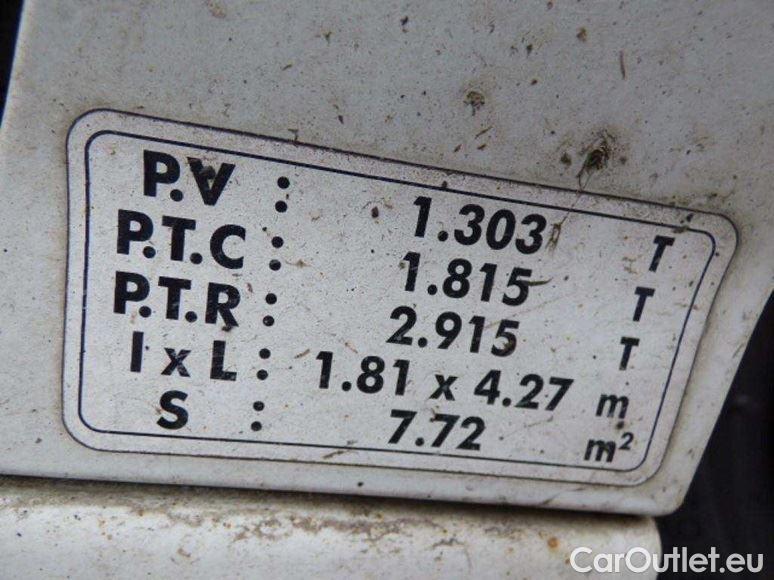 P.V : 1.303 T
P.T.C : 1.815 T
P.T.R : 2.915 T
l x L : 1.81 x 4.27 m
S : 7.72 m²
CarOutlet.eu